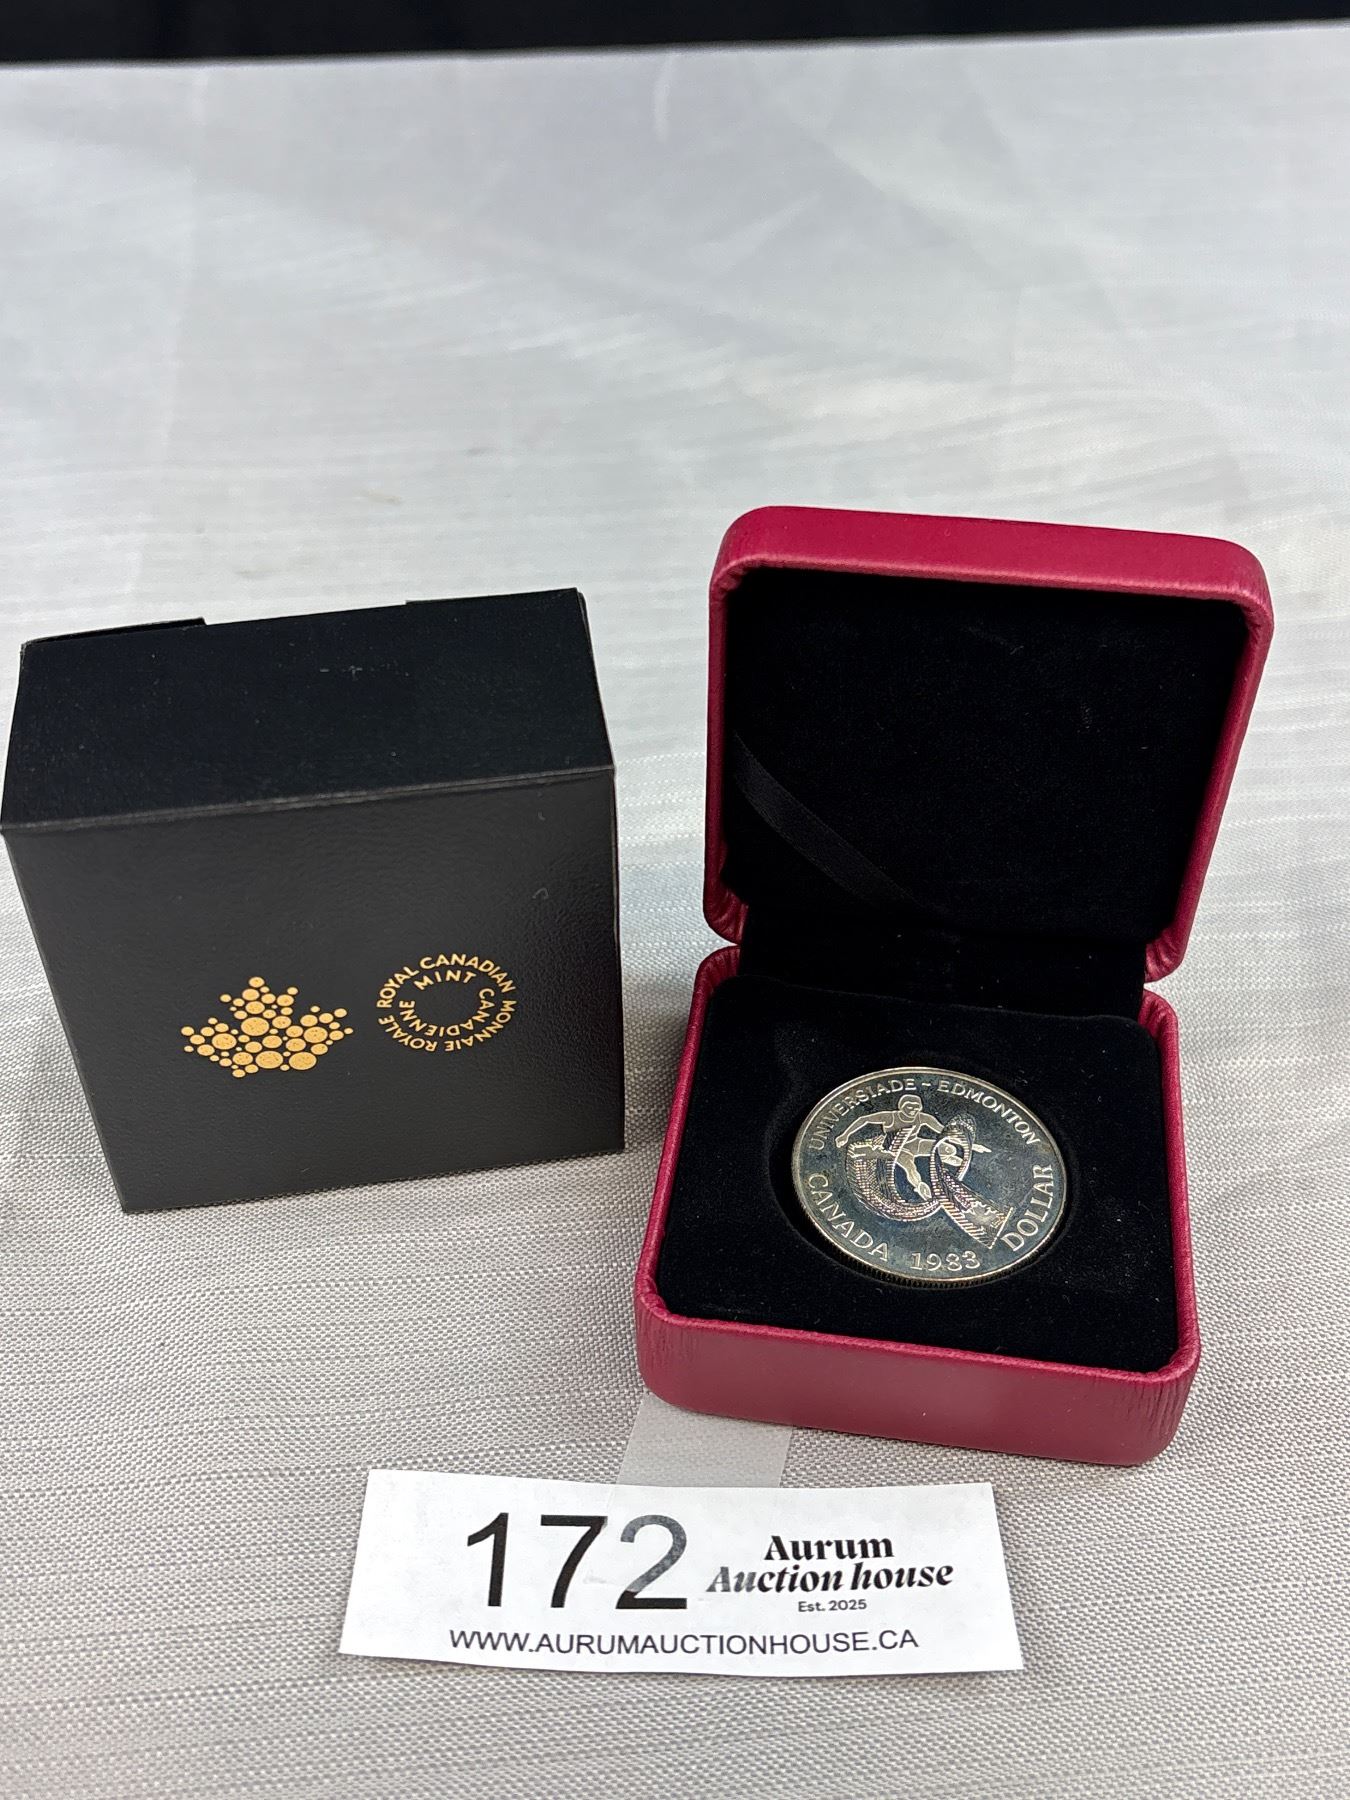 ROYAL CANADIAN MINT
MONNAIE ROYALE CANADIENNE
UNIVERSIADE - EDMONTON
CANADA 1983 DOLLAR
172
Aurum
Auction house
Est. 2025
WWW.AURUMAUCTIONHOUSE.CA